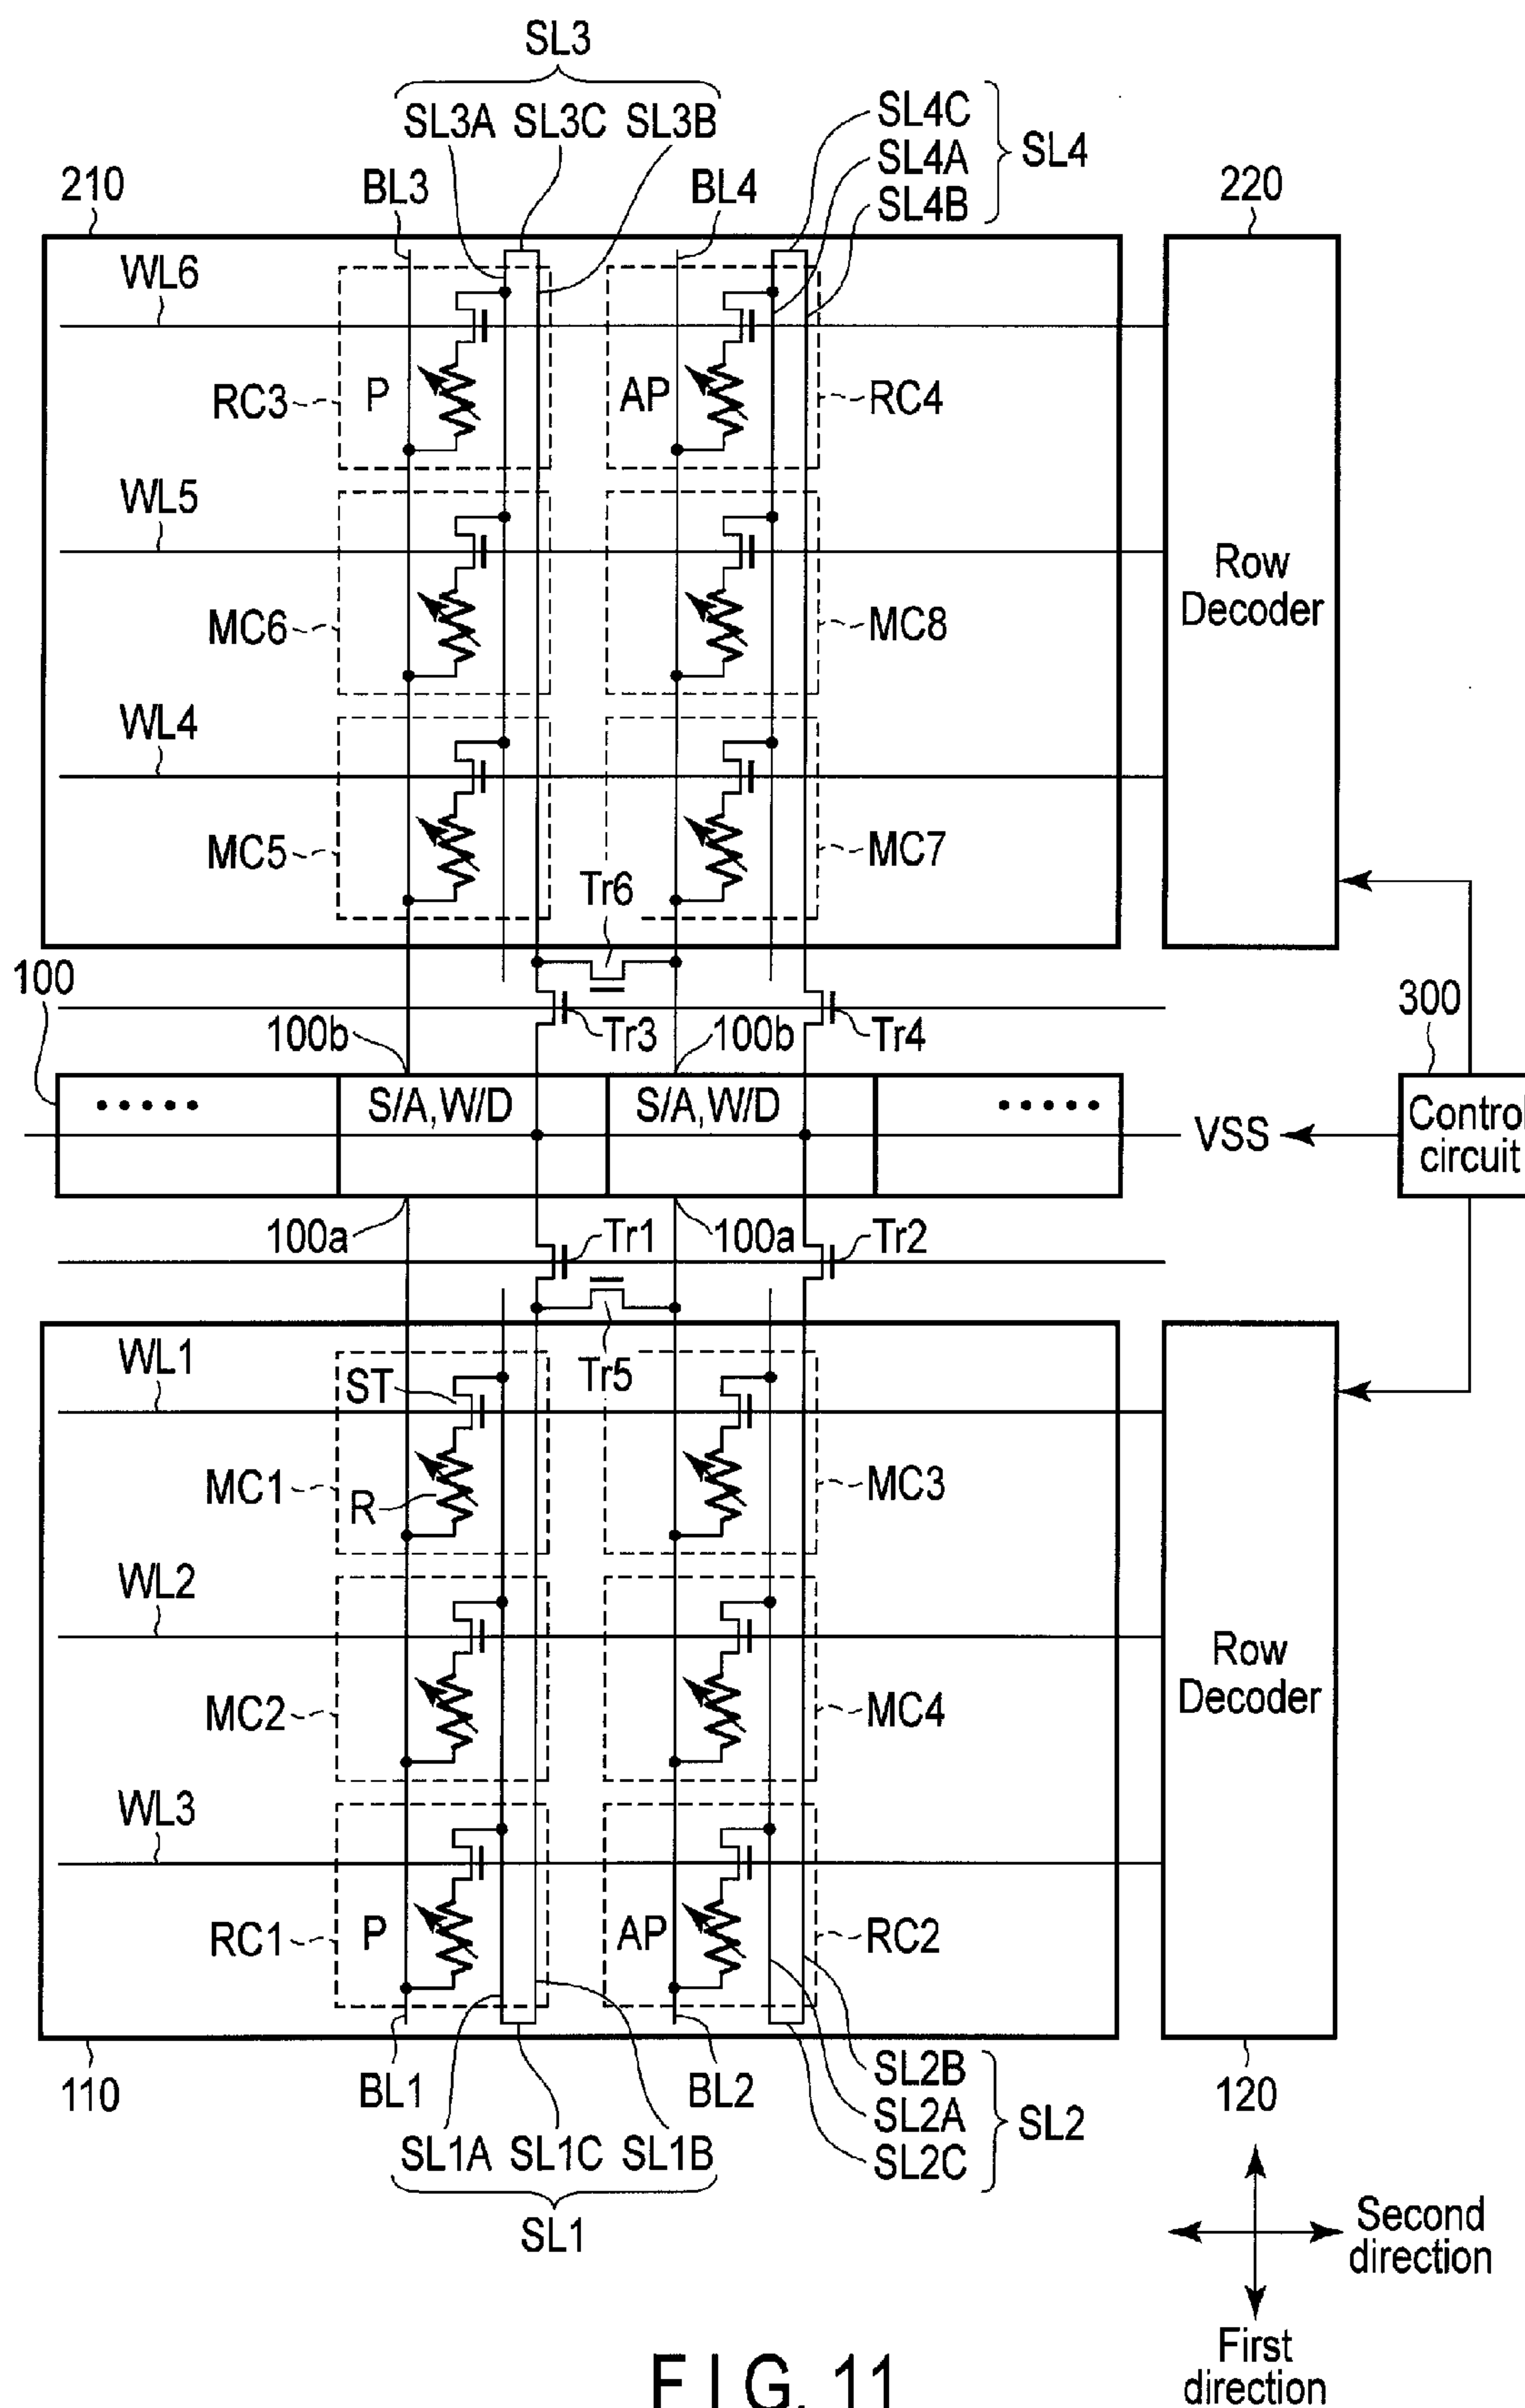 SL3
SL3A SL3C SL3B
SL4C
SL4A
SL4B
SL4
210
BL3
BL4
220
WL6
RC3
P
AP
RC4
WL5
MC6
MC8
Row
Decoder
WL4
MC5
MC7
Tr6
100
300
100b
Tr3
100b
Tr4
.....
S/A,W/D
S/A,W/D
.....
VSS
Control
circuit
100a
Tr1
100a
Tr2
WL1
ST
Tr5
MC1
R
MC3
WL2
MC2
MC4
Row
Decoder
WL3
RC1
P
AP
RC2
110
BL1
BL2
SL2B
SL2A
SL2C
SL2
120
SL1A SL1C SL1B
SL1
Second
direction
First
direction
FIG. 11